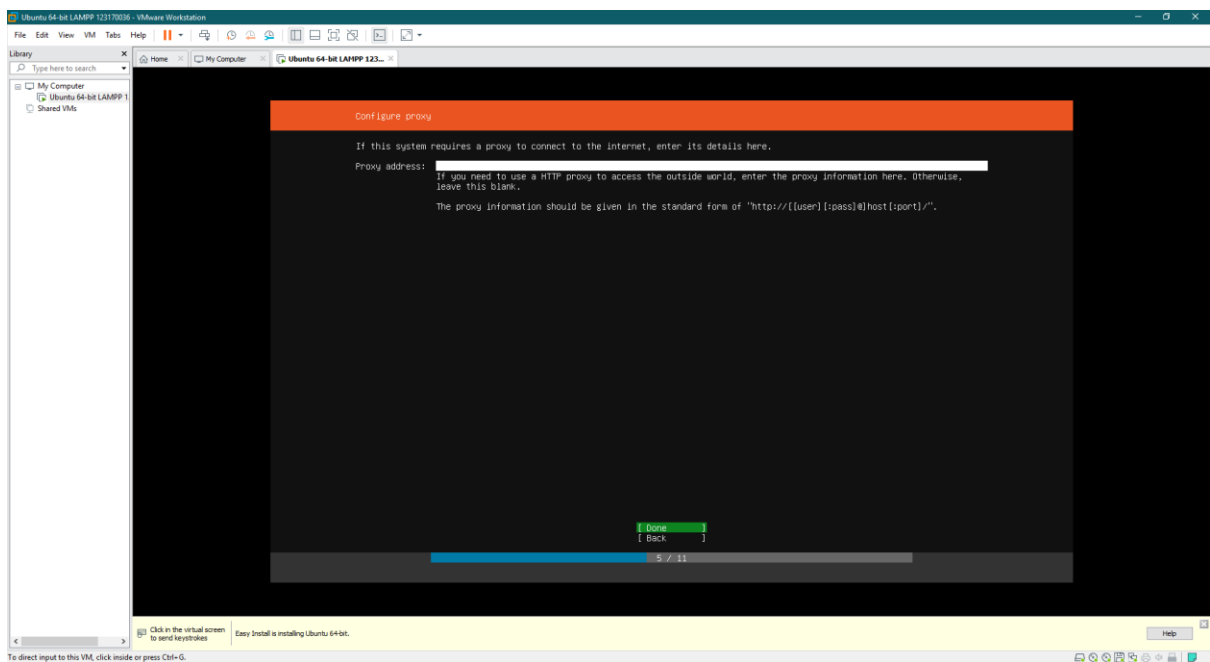 Ubuntu 64-bit LAMPP 123170036 - VMware Workstation
File Edit View VM Tabs Help
Library
Type here to search
My Computer
Ubuntu 64-bit LAMPP 1
Shared VMs
Home
My Computer
Ubuntu 64-bit LAMPP 123...
Configure proxy
If this system requires a proxy to connect to the internet, enter its details here.
Proxy address:
If you need to use a HTTP proxy to access the outside world, enter the proxy information here. Otherwise,
leave this blank.
The proxy information should be given in the standard form of "http://[[user][:pass]@]host[:port]/".
[ Done ]
[ Back ]
5 / 11
Click in the virtual screen
to send keystrokes
Easy Install is installing Ubuntu 64-bit.
Help
To direct input to this VM, click inside or press Ctrl+G.